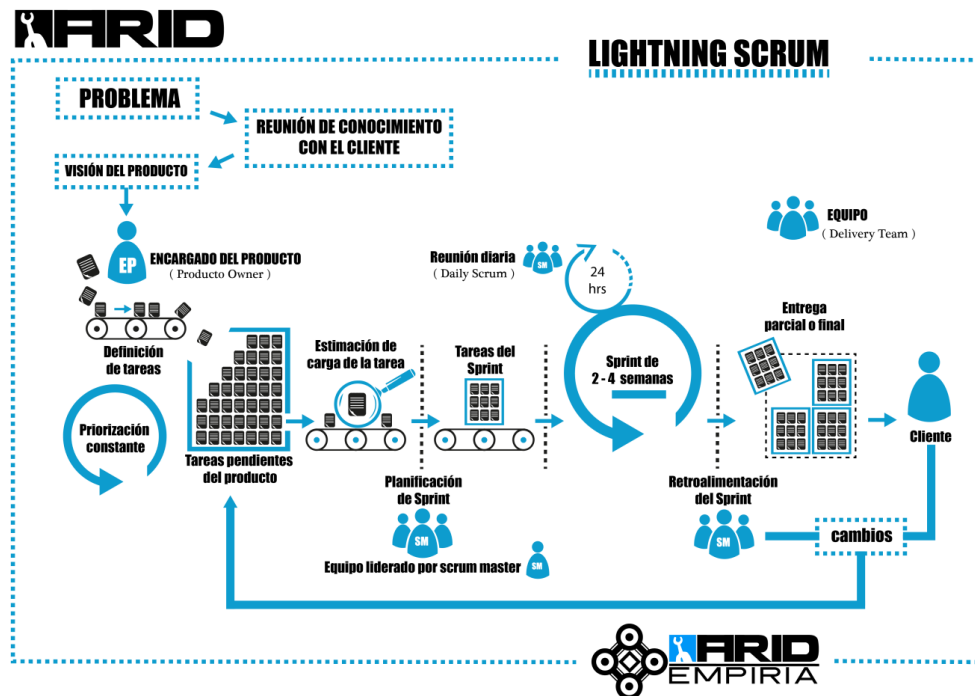 ARID
LIGHTNING SCRUM
PROBLEMA
REUNIÓN DE CONOCIMIENTO
CON EL CLIENTE
VISIÓN DEL PRODUCTO
EP
ENCARGADO DEL PRODUCTO
( Producto Owner )
EQUIPO
( Delivery Team )
Reunión diaria
( Daily Scrum )
SM
24
hrs
Definición
de tareas
Priorización
constante
Tareas pendientes
del producto
Estimación de
carga de la tarea
Tareas del
Sprint
Sprint de
2 - 4 semanas
Entrega
parcial o final
Cliente
Planificación
de Sprint
SM
Equipo liderado por scrum master
SM
Retroalimentación
del Sprint
SM
cambios
ARID
EMPIRIA